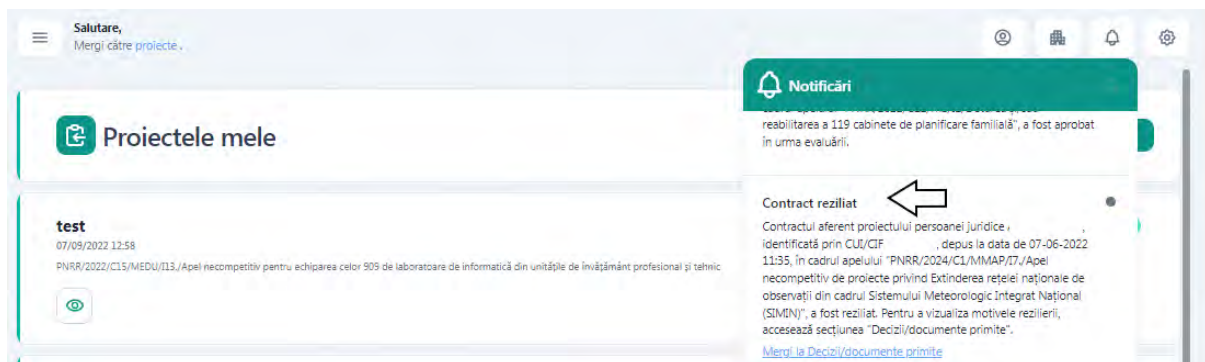 Salutare,
Mergi către proiecte .
Notificări
reabilitarea a 119 cabinete de planificare familială", a fost aprobat
în urma evaluării.
Proiectele mele
Contract reziliat
Contractul aferent proiectului persoanei juridice ,
identificată prin CUI/CIF , depus la data de 07-06-2022
11:35, în cadrul apelului "PNRR/2024/C1/MMAP/I7./Apel
necompetitiv de proiecte privind Extinderea rețelei naționale de
observații din cadrul Sistemului Meteorologic Integrat Național
(SIMIN)", a fost reziliat. Pentru a vizualiza motivele rezilierii,
accesează secțiunea "Decizii/documente primite".
Mergi la Decizii/documente primite
test
07/09/2022 12:58
PNRR/2022/C15/MEDU/I13./Apel necompetitiv pentru echiparea celor 909 de laboratoare de informatică din unitățile de învățământ profesional și tehnic